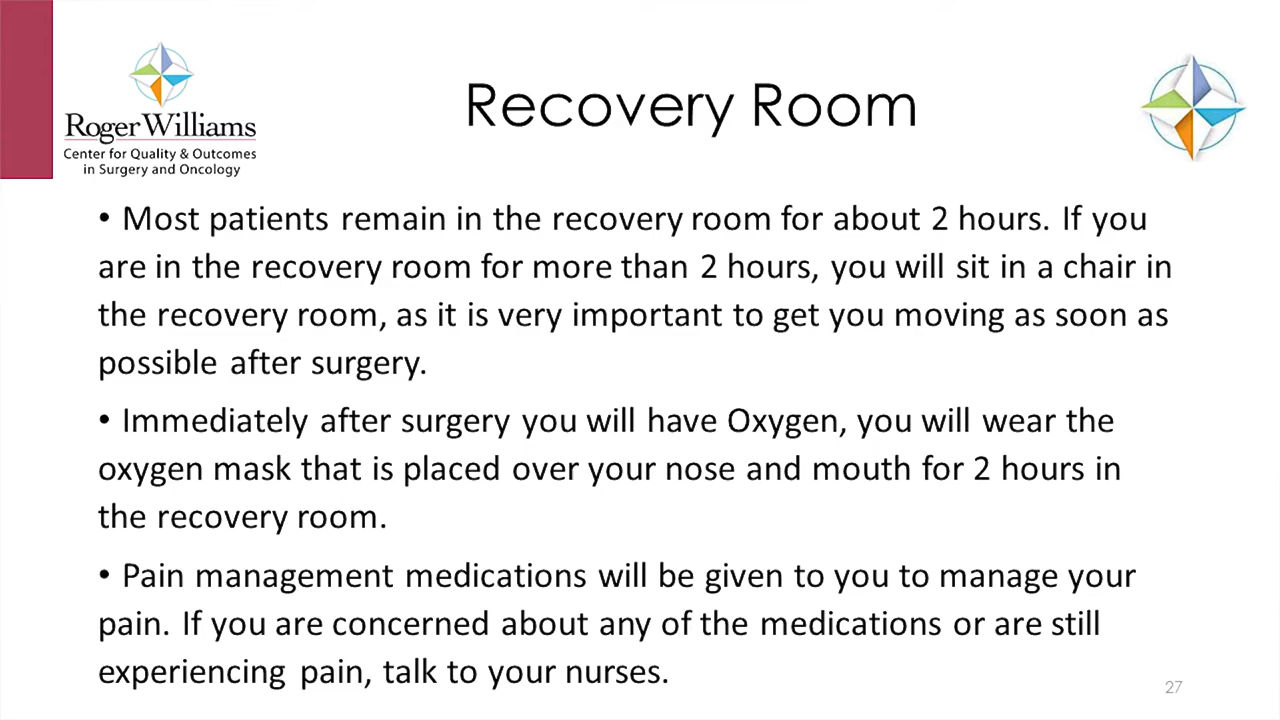 Roger Williams
Center for Quality & Outcomes
in Surgery and Oncology
Recovery Room
• Most patients remain in the recovery room for about 2 hours. If you
are in the recovery room for more than 2 hours, you will sit in a chair in
the recovery room, as it is very important to get you moving as soon as
possible after surgery.
• Immediately after surgery you will have Oxygen, you will wear the
oxygen mask that is placed over your nose and mouth for 2 hours in
the recovery room.
• Pain management medications will be given to you to manage your
pain. If you are concerned about any of the medications or are still
experiencing pain, talk to your nurses.
27